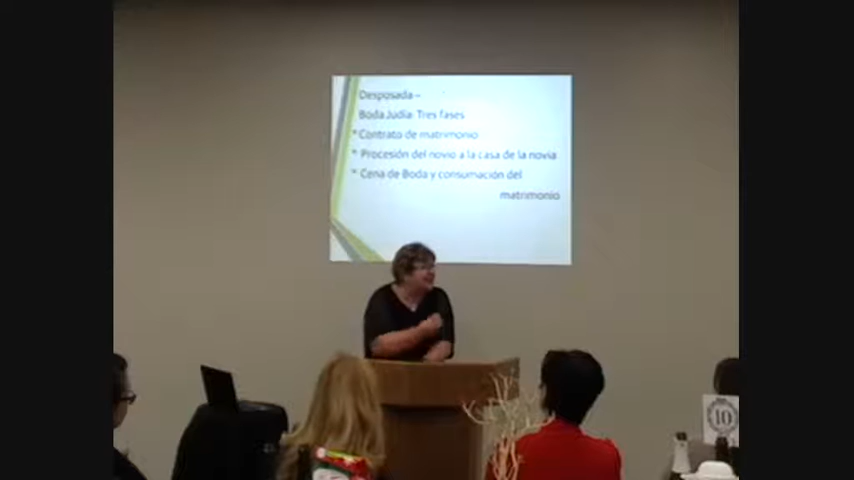 Desposada –
Boda Judía- Tres fases
* Contrato de matrimonio
* Procesión del novio a la casa de la novia
* Cena de Boda y consumación del
matrimonio
10